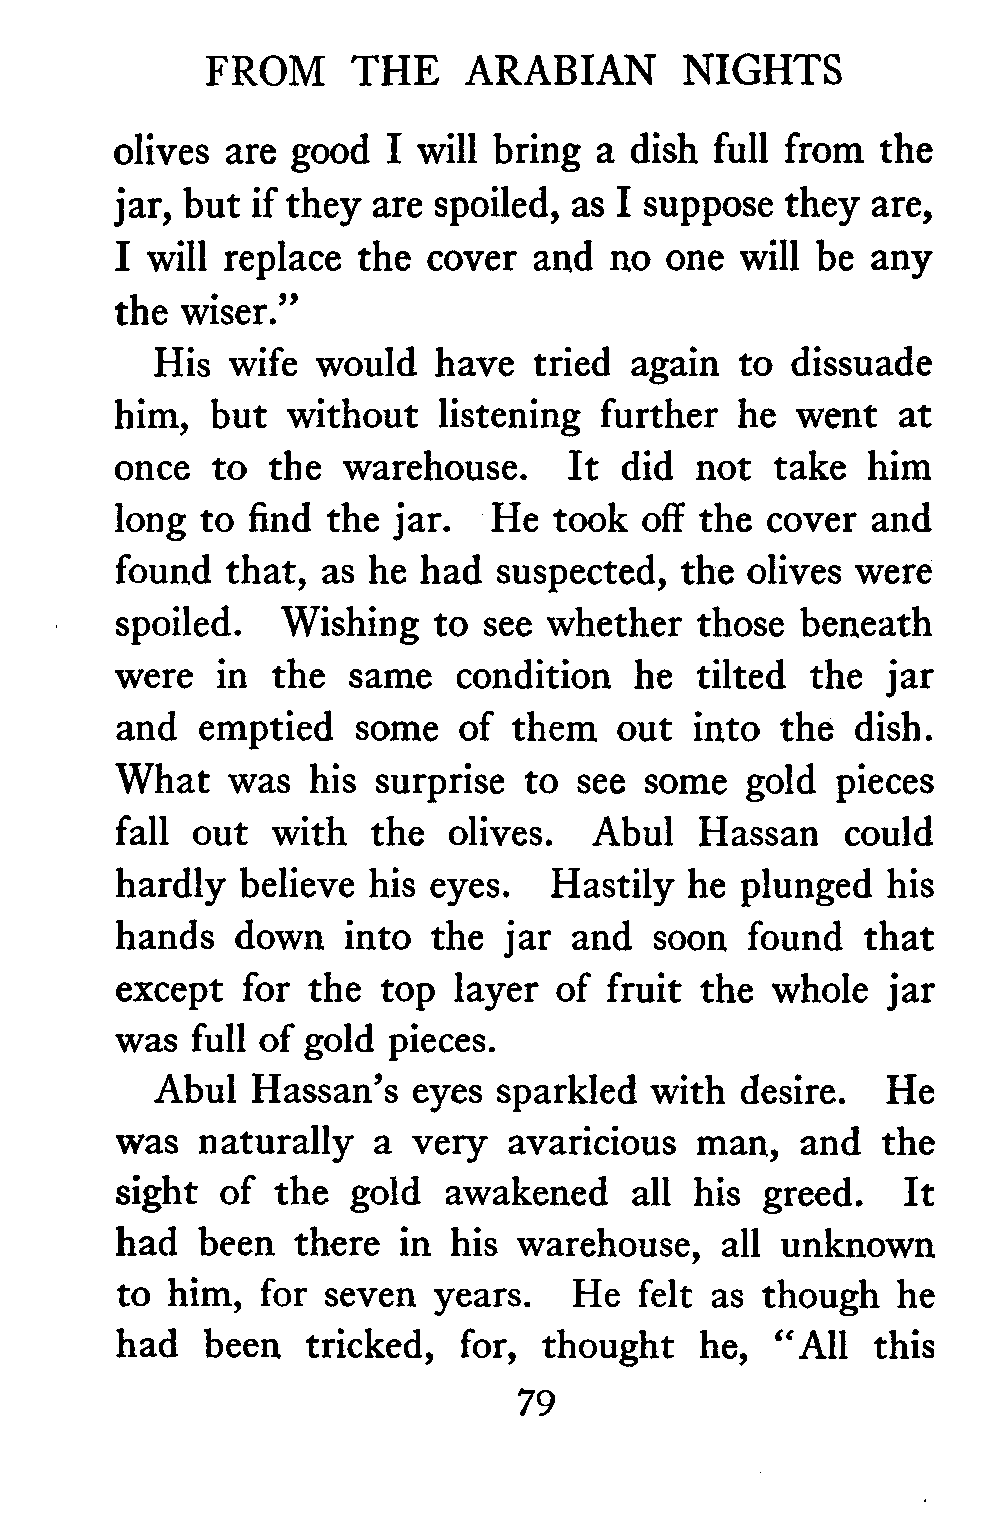 FROM THE ARABIAN NIGHTS
olives are good I will bring a dish full from the
jar, but if they are spoiled, as I suppose they are,
I will replace the cover and no one will be any
the wiser.”
His wife would have tried again to dissuade
him, but without listening further he went at
once to the warehouse. It did not take him
long to find the jar. He took off the cover and
found that, as he had suspected, the olives were
spoiled. Wishing to see whether those beneath
were in the same condition he tilted the jar
and emptied some of them out into the dish.
What was his surprise to see some gold pieces
fall out with the olives. Abul Hassan could
hardly believe his eyes. Hastily he plunged his
hands down into the jar and soon found that
except for the top layer of fruit the whole jar
was full of gold pieces.
Abul Hassan’s eyes sparkled with desire. He
was naturally a very avaricious man, and the
sight of the gold awakened all his greed. It
had been there in his warehouse, all unknown
to him, for seven years. He felt as though he
had been tricked, for, thought he, “All this
79